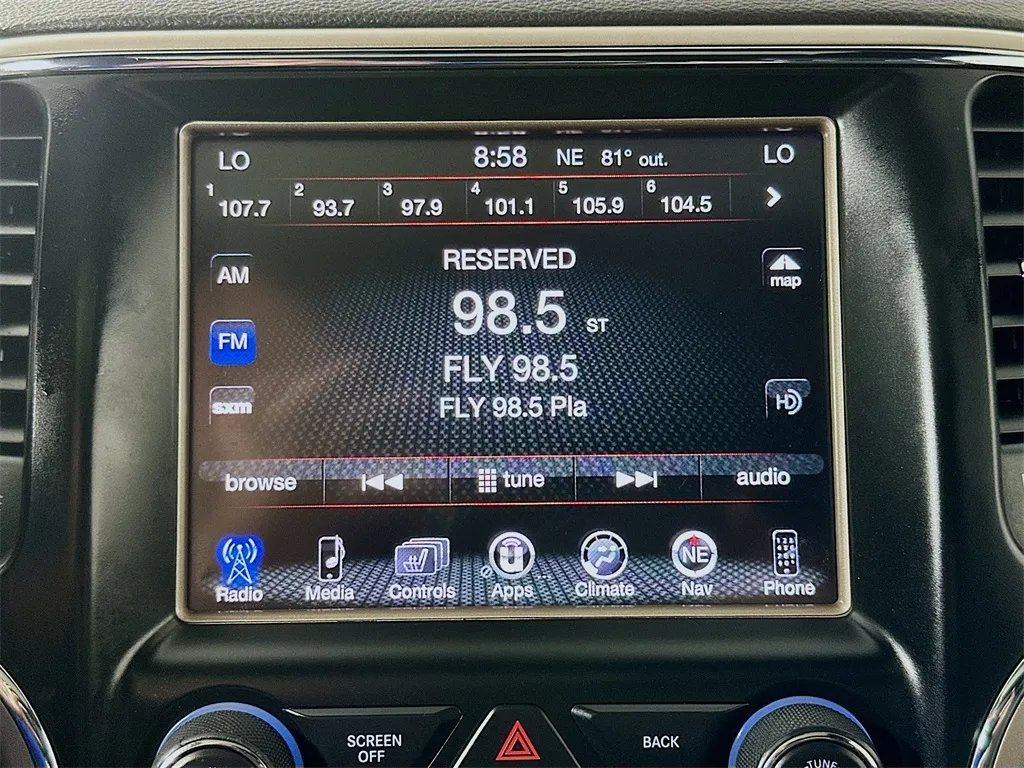 LO 8:58 NE 81° out. LO
1 107.7 2 93.7 3 97.9 4 101.1 5 105.9 6 104.5
RESERVED
AM
map
98.5 ST
FM
FLY 98.5
sxm
FLY 98.5 Pla
HD
browse tune audio
NE
Radio Media Controls Apps Climate Nav Phone
SCREEN
OFF
BACK
TUNE